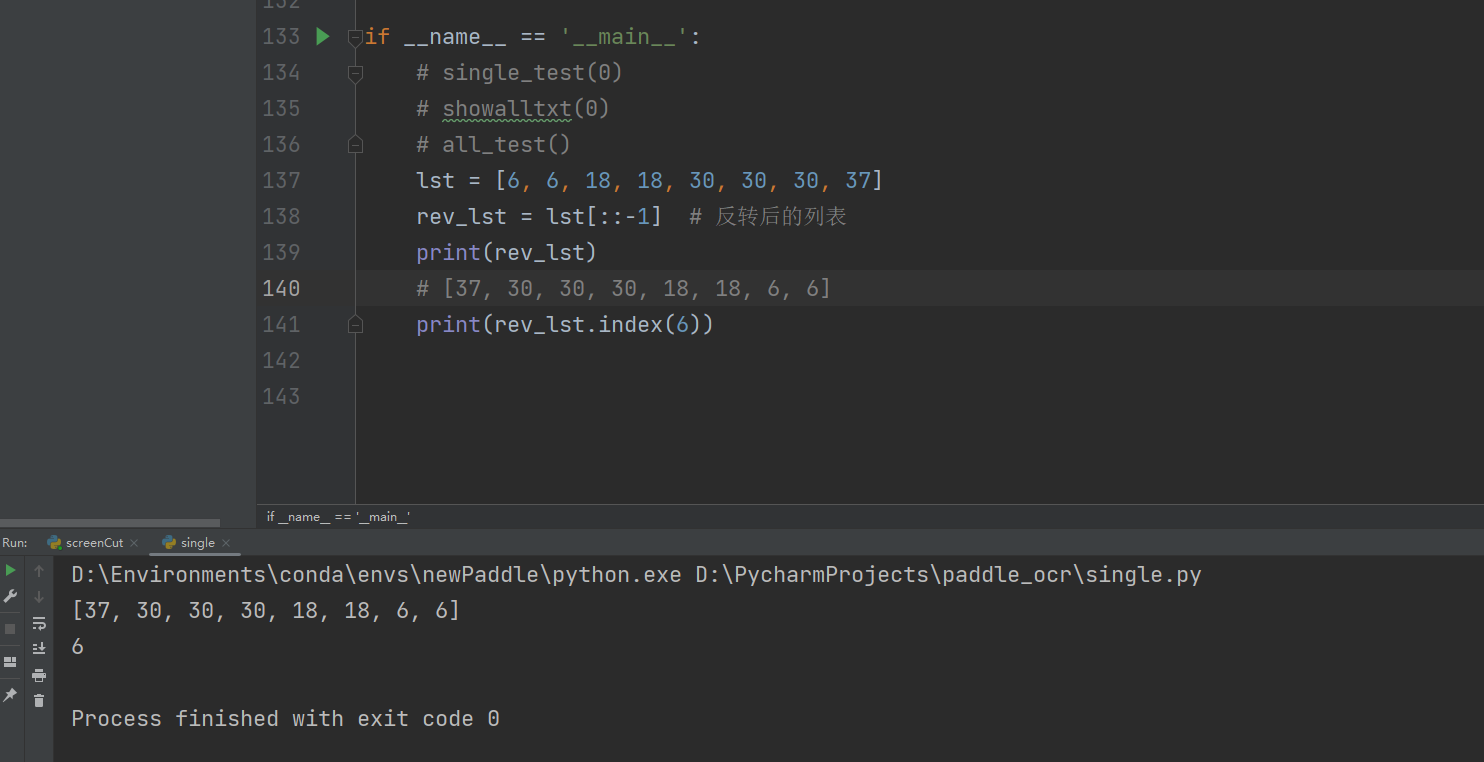 132
133 if __name__ == '__main__':
134 # single_test(0)
135 # showalltxt(0)
136 # all_test()
137 lst = [6, 6, 18, 18, 30, 30, 30, 37]
138 rev_lst = lst[::-1]  # 反转后的列表
139 print(rev_lst)
140 # [37, 30, 30, 30, 18, 18, 6, 6]
141 print(rev_lst.index(6))
142
143
if __name__ == '__main__'
Run: screenCut × single ×
D:\Environments\conda\envs\newPaddle\python.exe D:\PycharmProjects\paddle_ocr\single.py
[37, 30, 30, 30, 18, 18, 6, 6]
6
Process finished with exit code 0